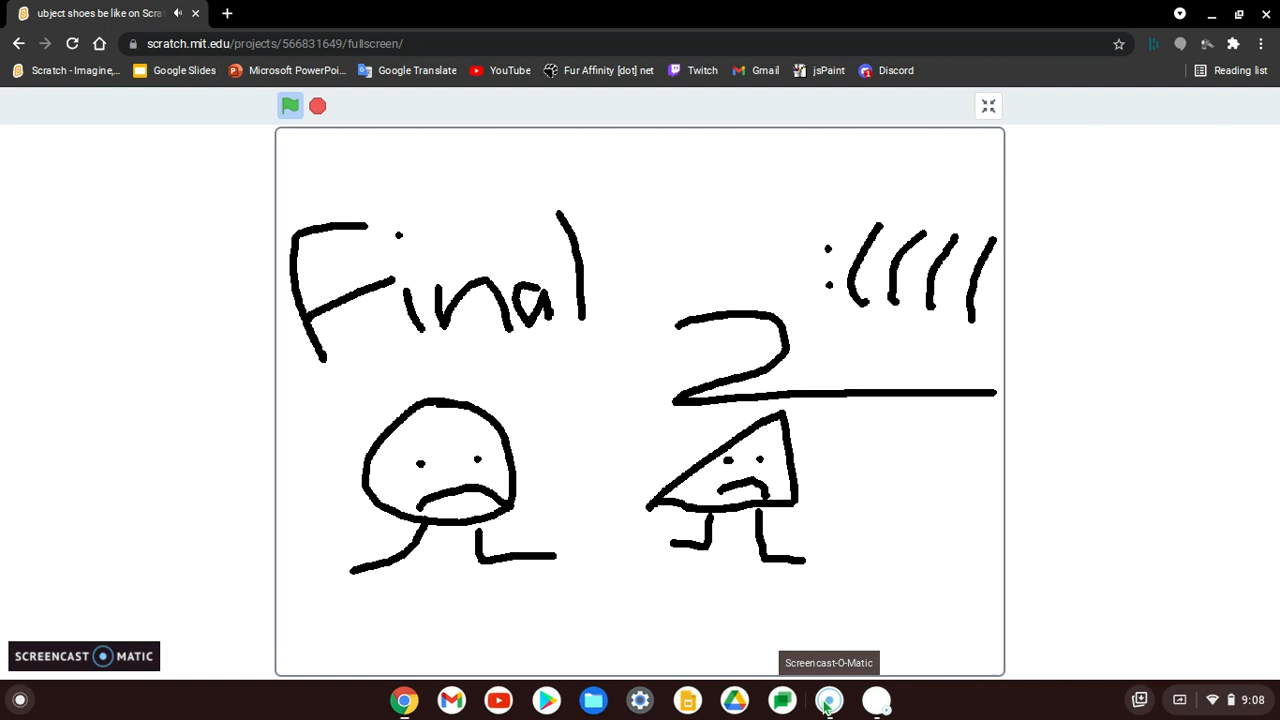 ubject shoes be like on Scra
scratch.mit.edu/projects/566831649/fullscreen/
Scratch - Imagine,...
Google Slides
Microsoft PowerPoi...
Google Translate
YouTube
Fur Affinity [dot] net
Twitch
Gmail
jsPaint
Discord
Reading list
Final
:((((
2
SCREENCAST MATIC
Screencast-O-Matic
9:08